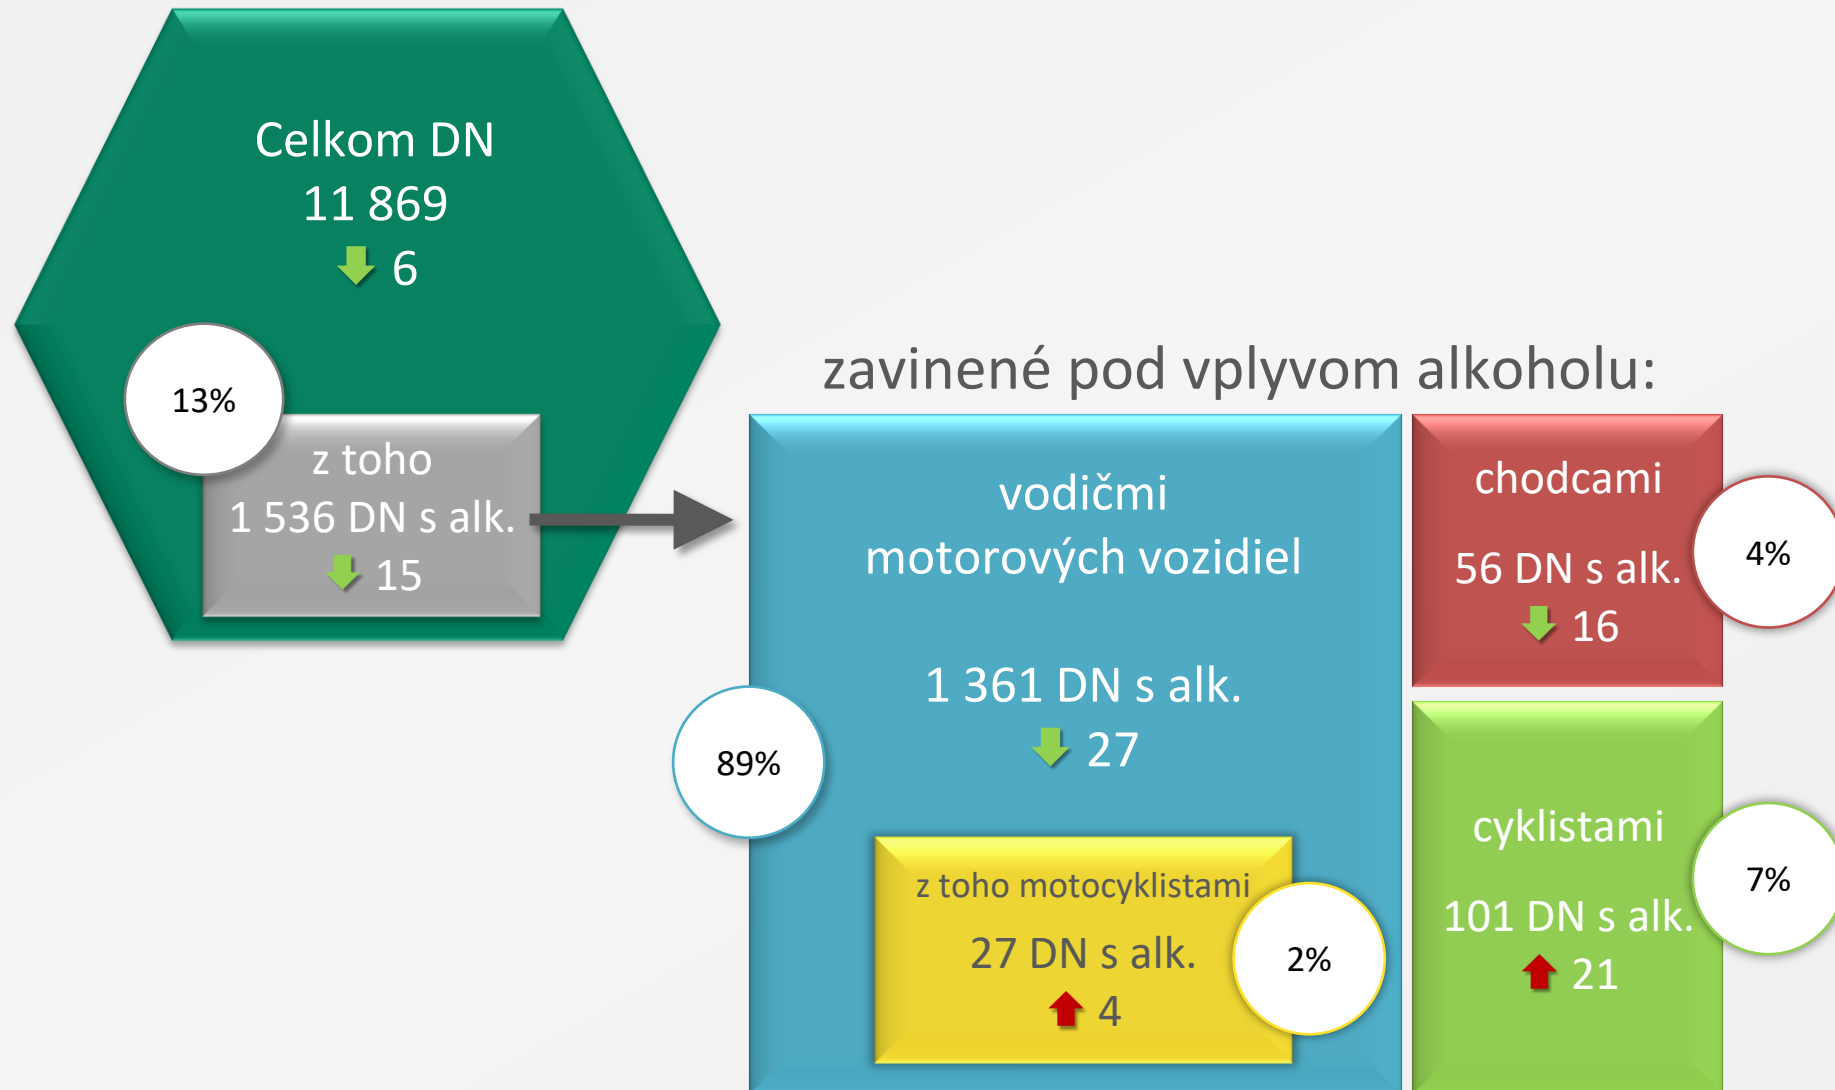 Celkom DN
11 869
6
13%
z toho
1 536 DN s alk.
15
zavinené pod vplyvom alkoholu:
vodičmi
motorových vozidiel
1 361 DN s alk.
27
89%
z toho motocyklistami
27 DN s alk.
4
2%
chodcami
56 DN s alk.
16
4%
cyklistami
101 DN s alk.
21
7%